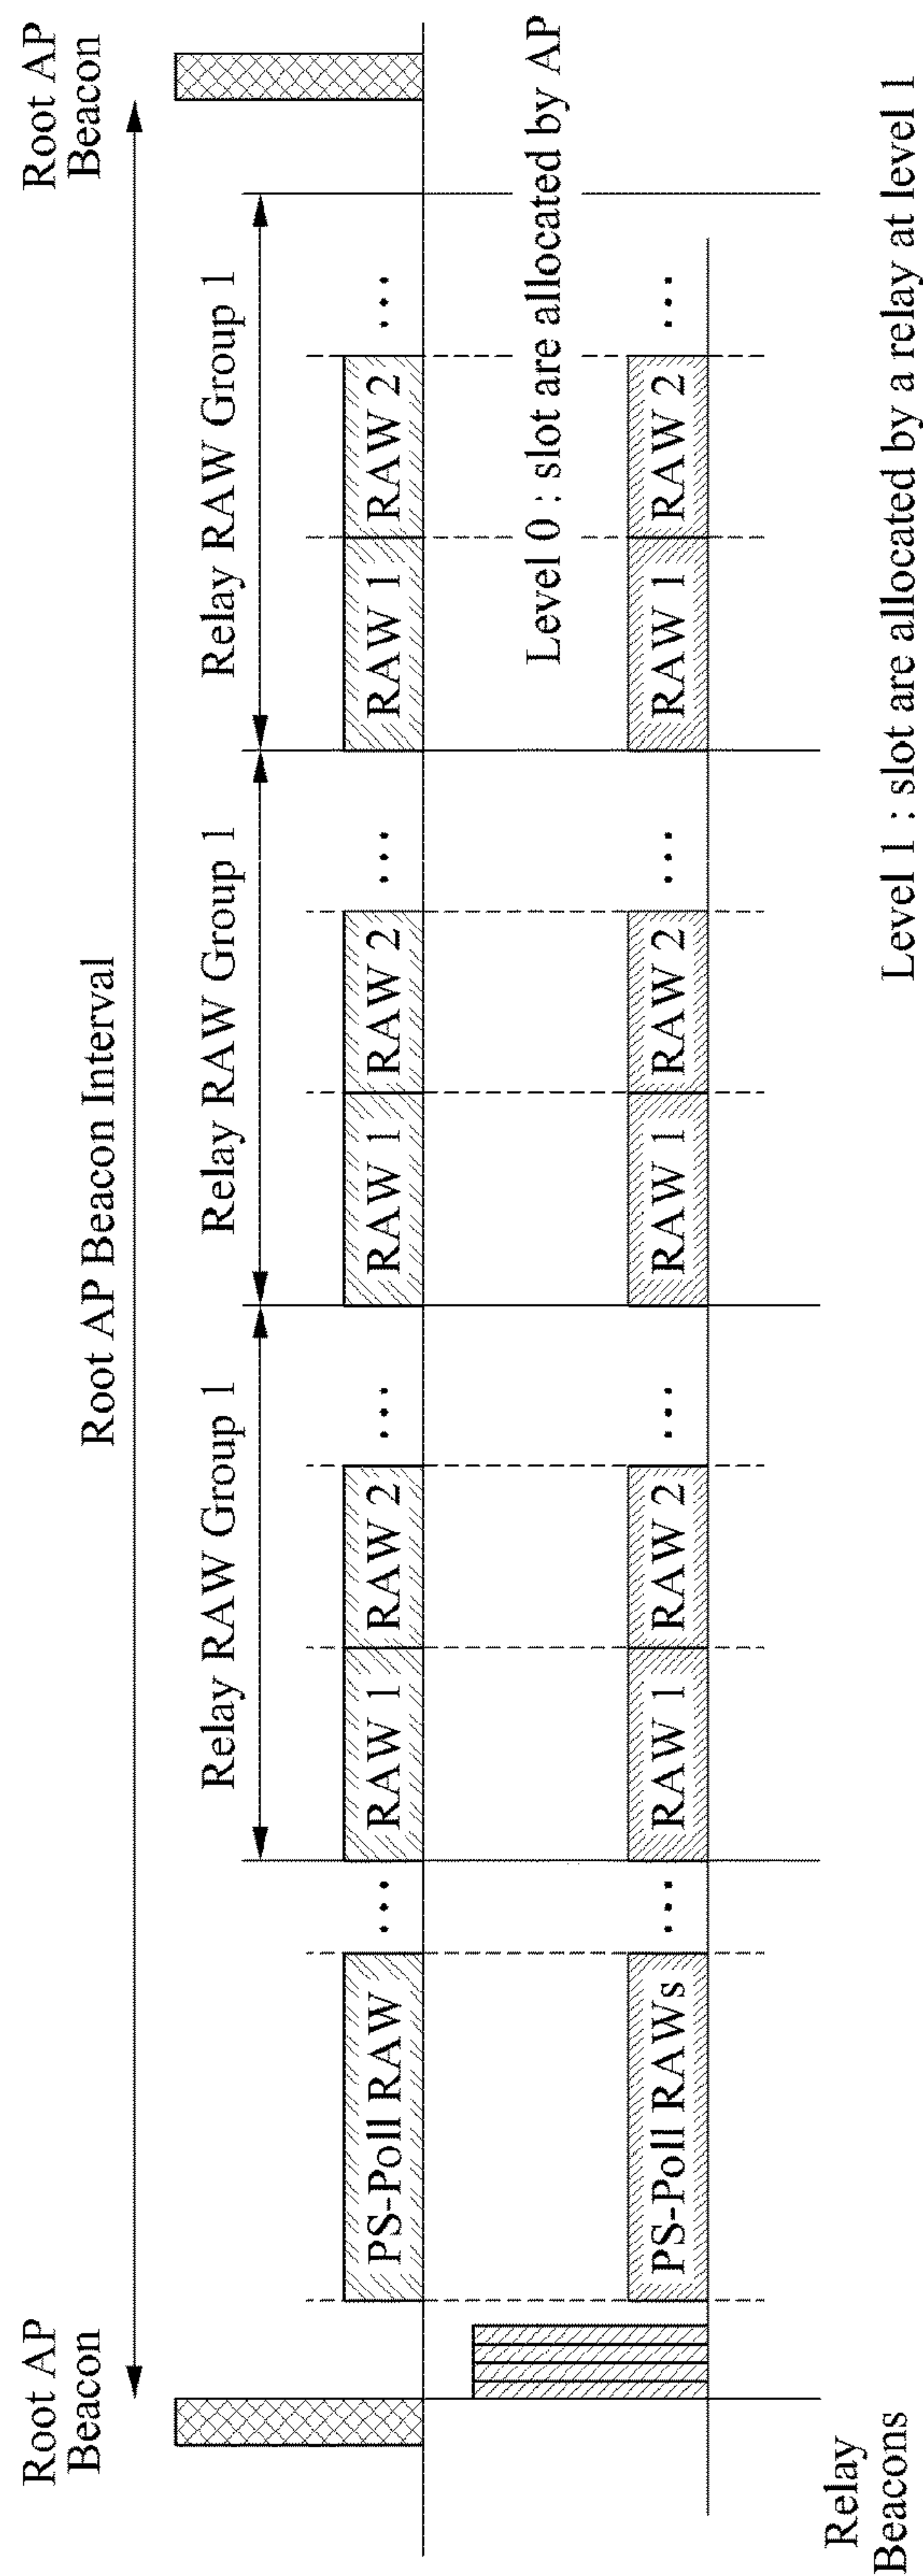 Root AP
Beacon
Root AP Beacon Interval
Root AP
Beacon
Relay RAW Group 1
Relay RAW Group 1
Relay RAW Group 1
PS-Poll RAW
...
RAW 1
RAW 2
...
RAW 1
RAW 2
...
RAW 1
RAW 2
...
Level 0 : slot are allocated by AP
PS-Poll RAWs
...
RAW 1
RAW 2
...
RAW 1
RAW 2
...
RAW 1
RAW 2
...
Relay
Beacons
Level 1 : slot are allocated by a relay at level 1